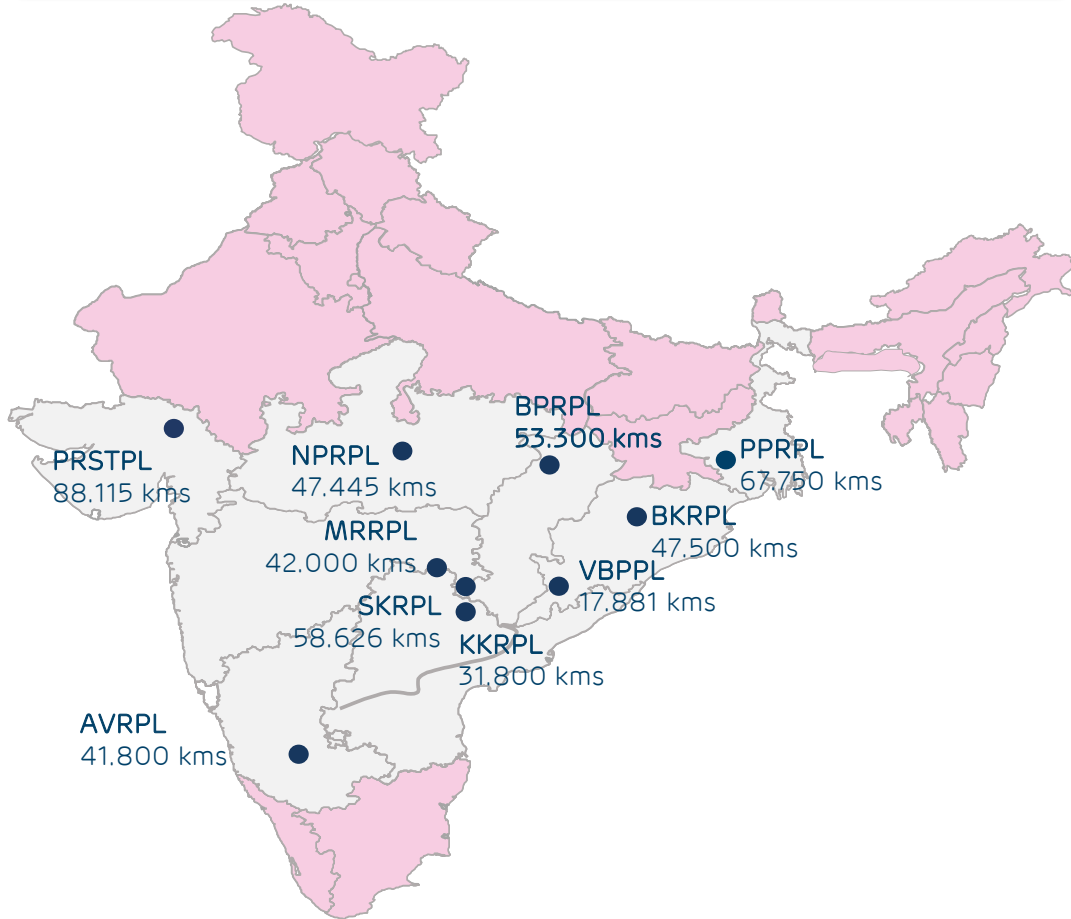 BPRPL
53.300 kms
PRSTPL
88.115 kms
NPRPL
47.445 kms
PPRPL
67.750 kms
MRRPL
42.000 kms
BKRPL
47.500 kms
VBPPL
17.881 kms
SKRPL
58.626 kms
KKRPL
31.800 kms
AVRPL
41.800 kms